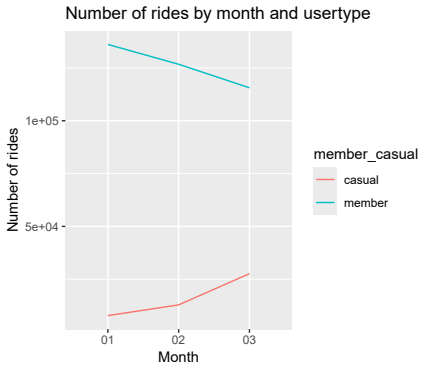 Number of rides by month and usertype
Number of rides
1e+05
5e+04
01 02 03
Month
member_casual
casual
member